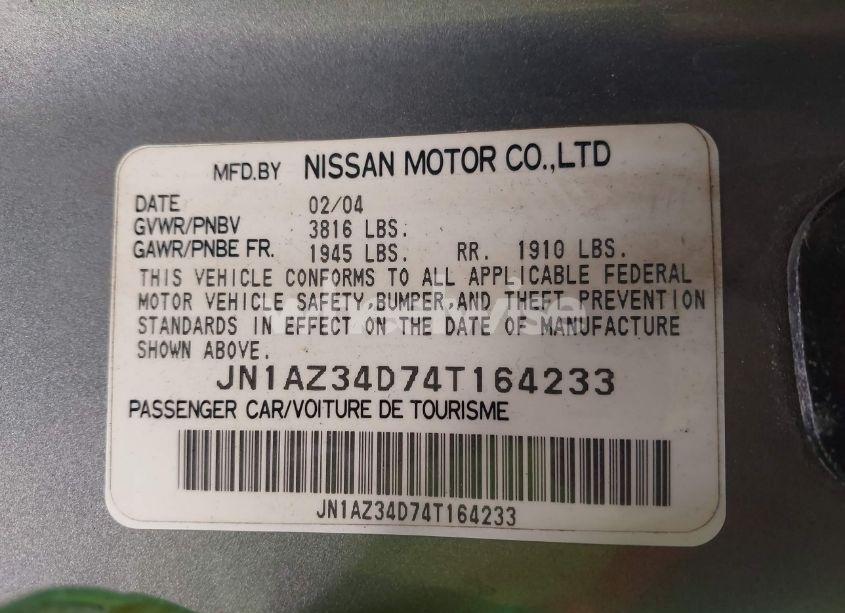 MFD.BY NISSAN MOTOR CO.,LTD
DATE 02/04
GVWR/PNBV 3816 LBS.
GAWR/PNBE FR. 1945 LBS. RR. 1910 LBS.
THIS VEHICLE CONFORMS TO ALL APPLICABLE FEDERAL
MOTOR VEHICLE SAFETY,BUMPER,AND THEFT PREVENTION
STANDARDS IN EFFECT ON THE DATE OF MANUFACTURE
SHOWN ABOVE.
JN1AZ34D74T164233
PASSENGER CAR/VOITURE DE TOURISME
JN1AZ34D74T164233